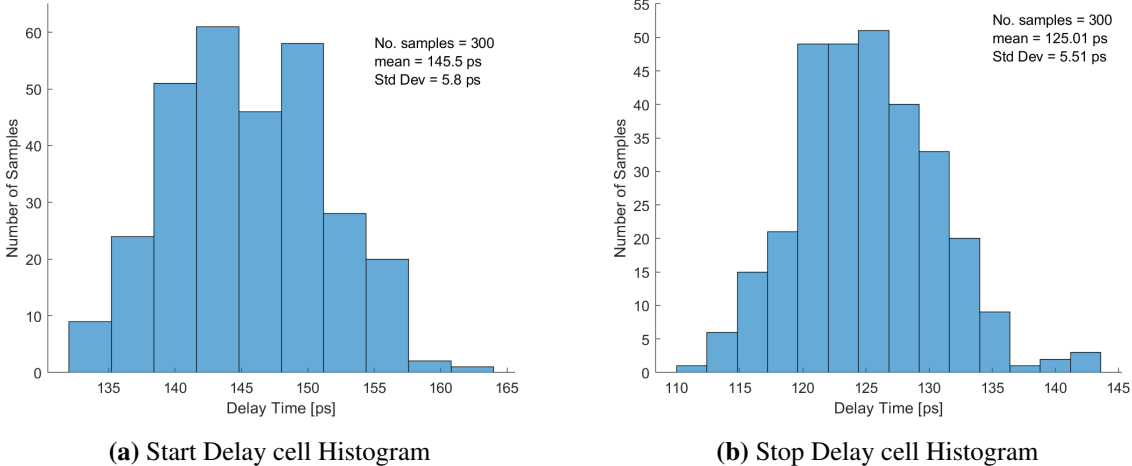 No. samples = 300
mean = 145.5 ps
Std Dev = 5.8 ps
Number of Samples
60
50
40
30
20
10
0
135 140 145 150 155 160 165
Delay Time [ps]
(a) Start Delay cell Histogram
No. samples = 300
mean = 125.01 ps
Std Dev = 5.51 ps
Number of Samples
55
50
45
40
35
30
25
20
15
10
5
0
110 115 120 125 130 135 140 145
Delay Time [ps]
(b) Stop Delay cell Histogram